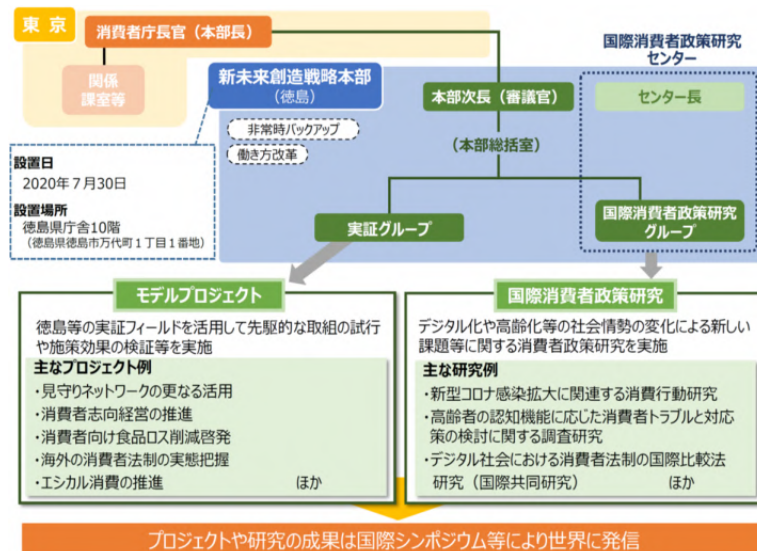 東京
消費者庁長官（本部長）
関係
課室等
国際消費者政策研究
センター
新未来創造戦略本部
（徳島）
本部次長（審議官）
センター長
非常時バックアップ
働き方改革
（本部総括室）
設置日
2020年７月30日
設置場所
徳島県庁舎10階
（徳島県徳島市万代町１丁目１番地）
実証グループ
国際消費者政策研究
グループ
モデルプロジェクト
徳島等の実証フィールドを活用して先駆的な取組の試行
や施策効果の検証等を実施
主なプロジェクト例
・見守りネットワークの更なる活用
・消費者志向経営の推進
・消費者向け食品ロス削減啓発
・海外の消費者法制の実態把握
・エシカル消費の推進 ほか
国際消費者政策研究
デジタル化や高齢化等の社会情勢の変化による新しい
課題等に関する消費者政策研究を実施
主な研究例
・新型コロナ感染拡大に関連する消費行動研究
・高齢者の認知機能に応じた消費者トラブルと対応
策の検討に関する調査研究
・デジタル社会における消費者法制の国際比較法
研究（国際共同研究） ほか
プロジェクトや研究の成果は国際シンポジウム等により世界に発信